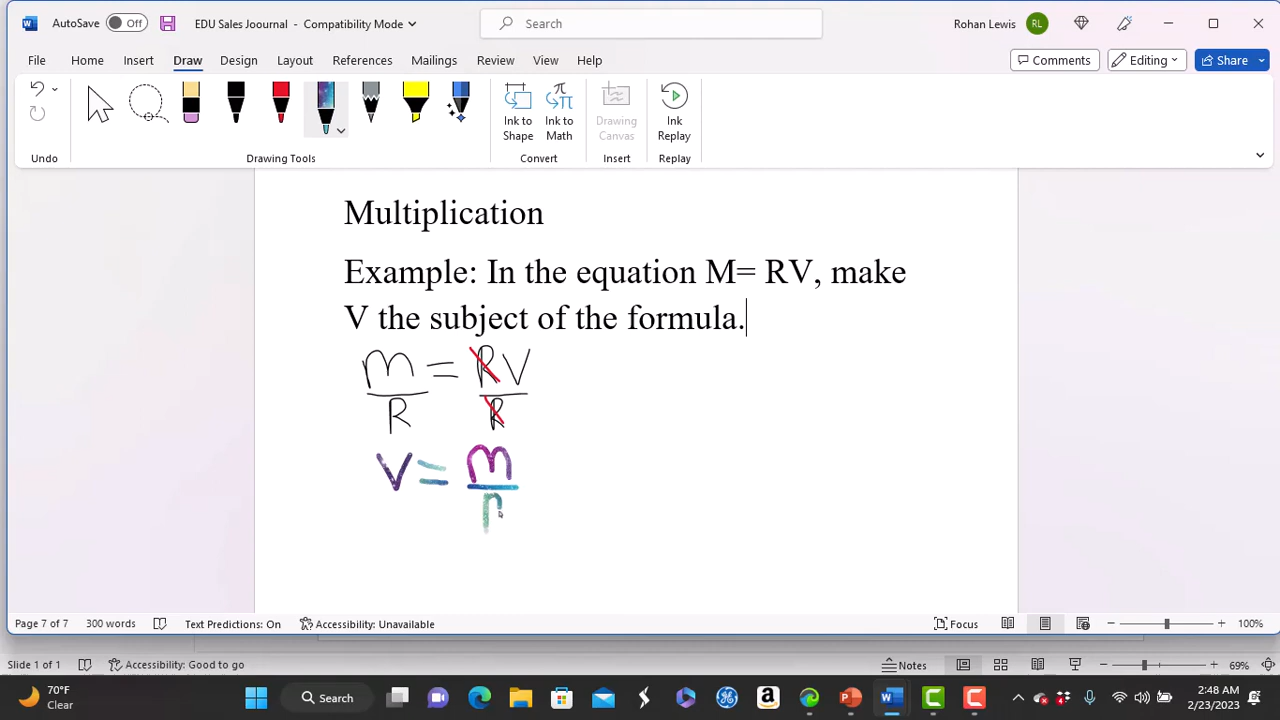 AutoSave Off EDU Sales Joournal - Compatibility Mode Search Rohan Lewis RL
File Home Insert Draw Design Layout References Mailings Review View Help Comments Editing Share
Undo Drawing Tools
Ink to Shape Ink to Math Convert
Drawing Canvas Insert
Ink Replay Replay
Multiplication
Example: In the equation M= RV, make
V the subject of the formula.
M = RV
R R
V = M
Page 7 of 7 300 words Text Predictions: On Accessibility: Unavailable Focus 100%
Slide 1 of 1 Accessibility: Good to go Notes 69%
70°F Clear Search 2:48 AM 2/23/2023